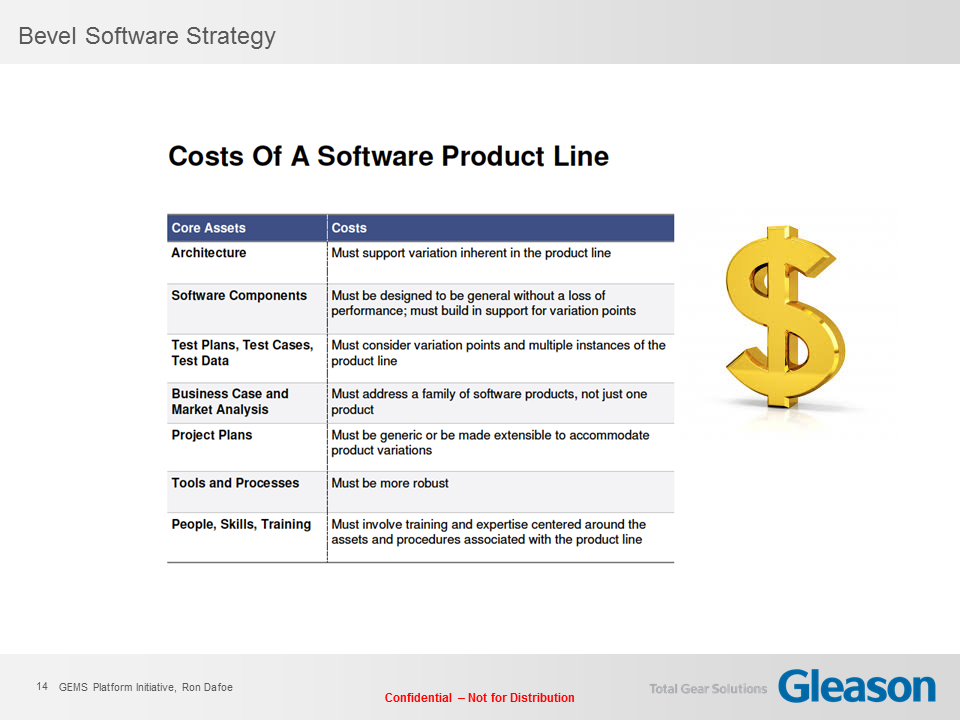 Bevel Software Strategy
Costs Of A Software Product Line
Core Assets Costs
Architecture Must support variation inherent in the product line
Software Components Must be designed to be general without a loss of
performance; must build in support for variation points
Test Plans, Test Cases, Must consider variation points and multiple instances of the
Test Data product line
Business Case and Must address a family of software products, not just one
Market Analysis product
Project Plans Must be generic or be made extensible to accommodate
product variations
Tools and Processes Must be more robust
People, Skills, Training Must involve training and expertise centered around the
assets and procedures associated with the product line
14 GEMS Platform Initiative, Ron Dafoe
Confidential – Not for Distribution
Total Gear Solutions Gleason